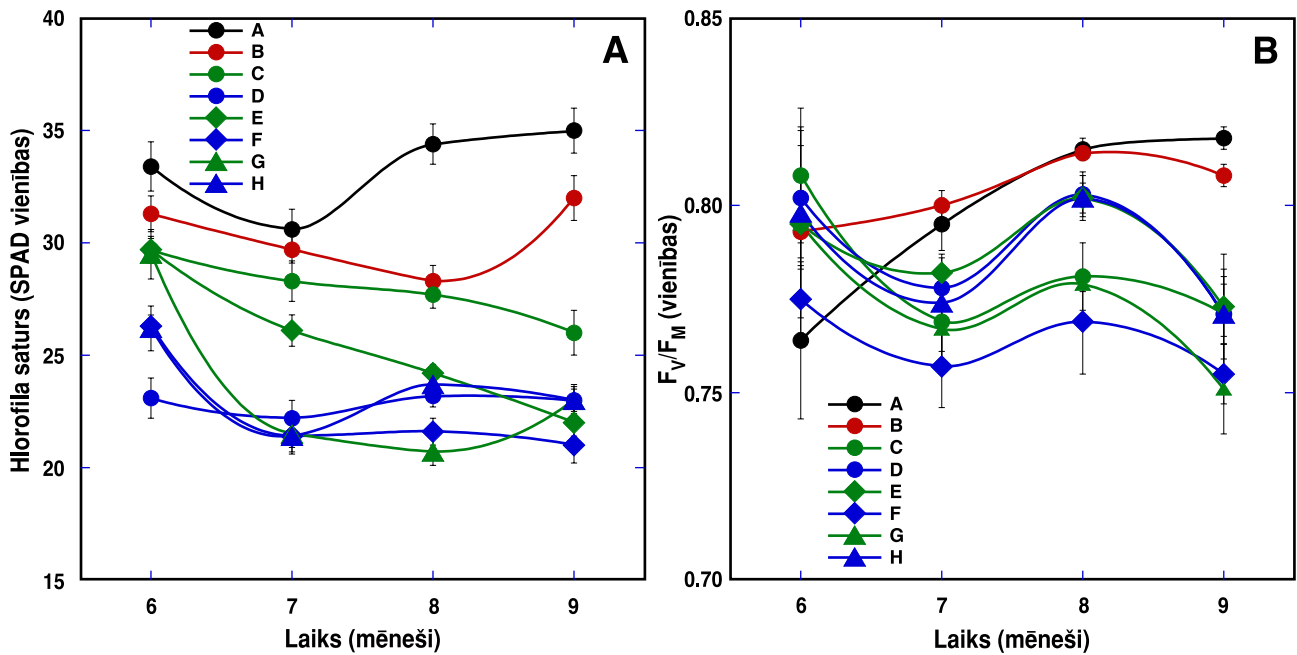 A
Hlorofila saturs (SPAD vienības)
40
35
30
25
20
15
A
B
C
D
E
F
G
H
6
7
8
9
Laiks (mēneši)
B
FV/FM (vienības)
0.85
0.80
0.75
0.70
A
B
C
D
E
F
G
H
6
7
8
9
Laiks (mēneši)